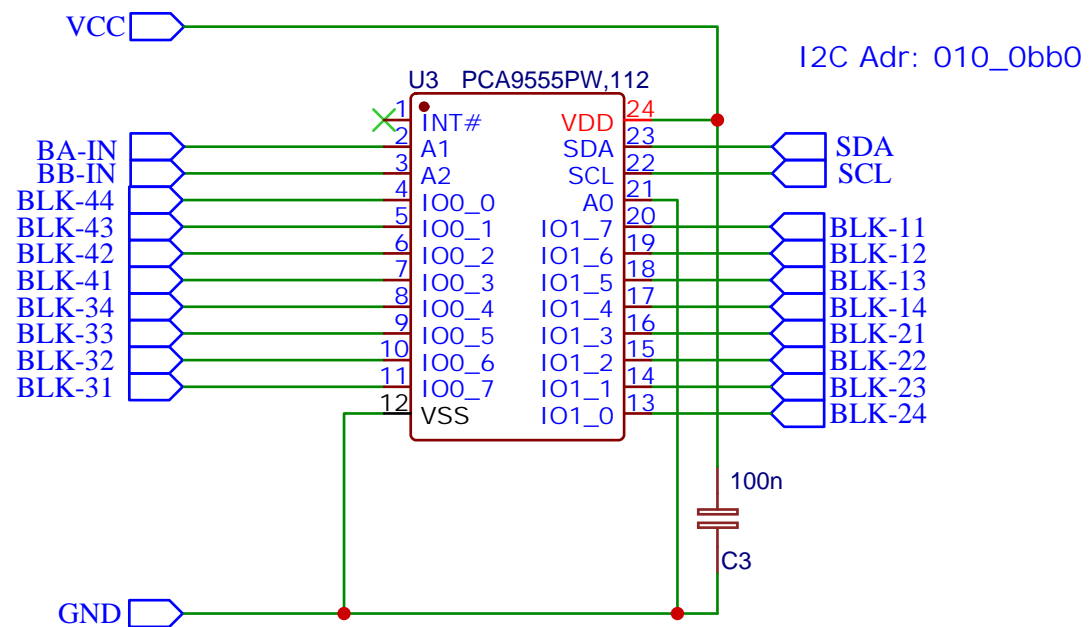 VCC
I2C Adr: 010_0bb0
U3 PCA9555PW,112
1 INT# VDD 24
BA-IN 2 A1 SDA 23 SDA
BB-IN 3 A2 SCL 22 SCL
BLK-44 4 IO0_0 A0 21
BLK-43 5 IO0_1 IO1_7 20 BLK-11
BLK-42 6 IO0_2 IO1_6 19 BLK-12
BLK-41 7 IO0_3 IO1_5 18 BLK-13
BLK-34 8 IO0_4 IO1_4 17 BLK-14
BLK-33 9 IO0_5 IO1_3 16 BLK-21
BLK-32 10 IO0_6 IO1_2 15 BLK-22
BLK-31 11 IO0_7 IO1_1 14 BLK-23
12 VSS IO1_0 13 BLK-24
100n
C3
GND